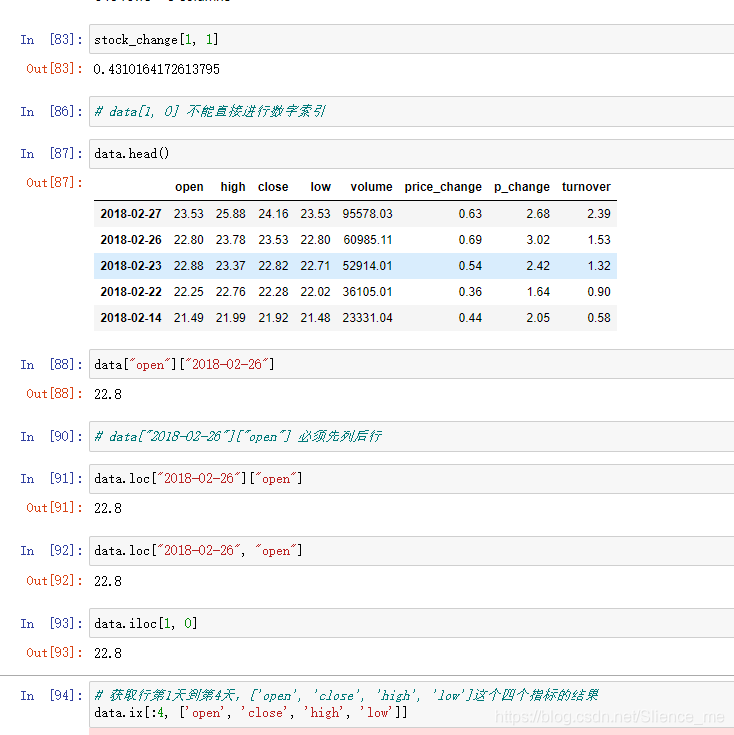 In [83]: stock_change[1, 1]
Out[83]: 0.4310164172613795
In [86]: # data[1, 0] 不能直接进行数字索引
In [87]: data.head()
Out[87]:
open high close low volume price_change p_change turnover
2018-02-27 23.53 25.88 24.16 23.53 95578.03 0.63 2.68 2.39
2018-02-26 22.80 23.78 23.53 22.80 60985.11 0.69 3.02 1.53
2018-02-23 22.88 23.37 22.82 22.71 52914.01 0.54 2.42 1.32
2018-02-22 22.25 22.76 22.28 22.02 36105.01 0.36 1.64 0.90
2018-02-14 21.49 21.99 21.92 21.48 23331.04 0.44 2.05 0.58
In [88]: data["open"]["2018-02-26"]
Out[88]: 22.8
In [90]: # data["2018-02-26"]["open"] 必须先列后行
In [91]: data.loc["2018-02-26"]["open"]
Out[91]: 22.8
In [92]: data.loc["2018-02-26", "open"]
Out[92]: 22.8
In [93]: data.iloc[1, 0]
Out[93]: 22.8
In [94]: # 获取行第1天到第4天，['open', 'close', 'high', 'low']这个四个指标的结果
data.ix[:4, ['open', 'close', 'high', 'low']]
https://blog.csdn.net/Slience_me